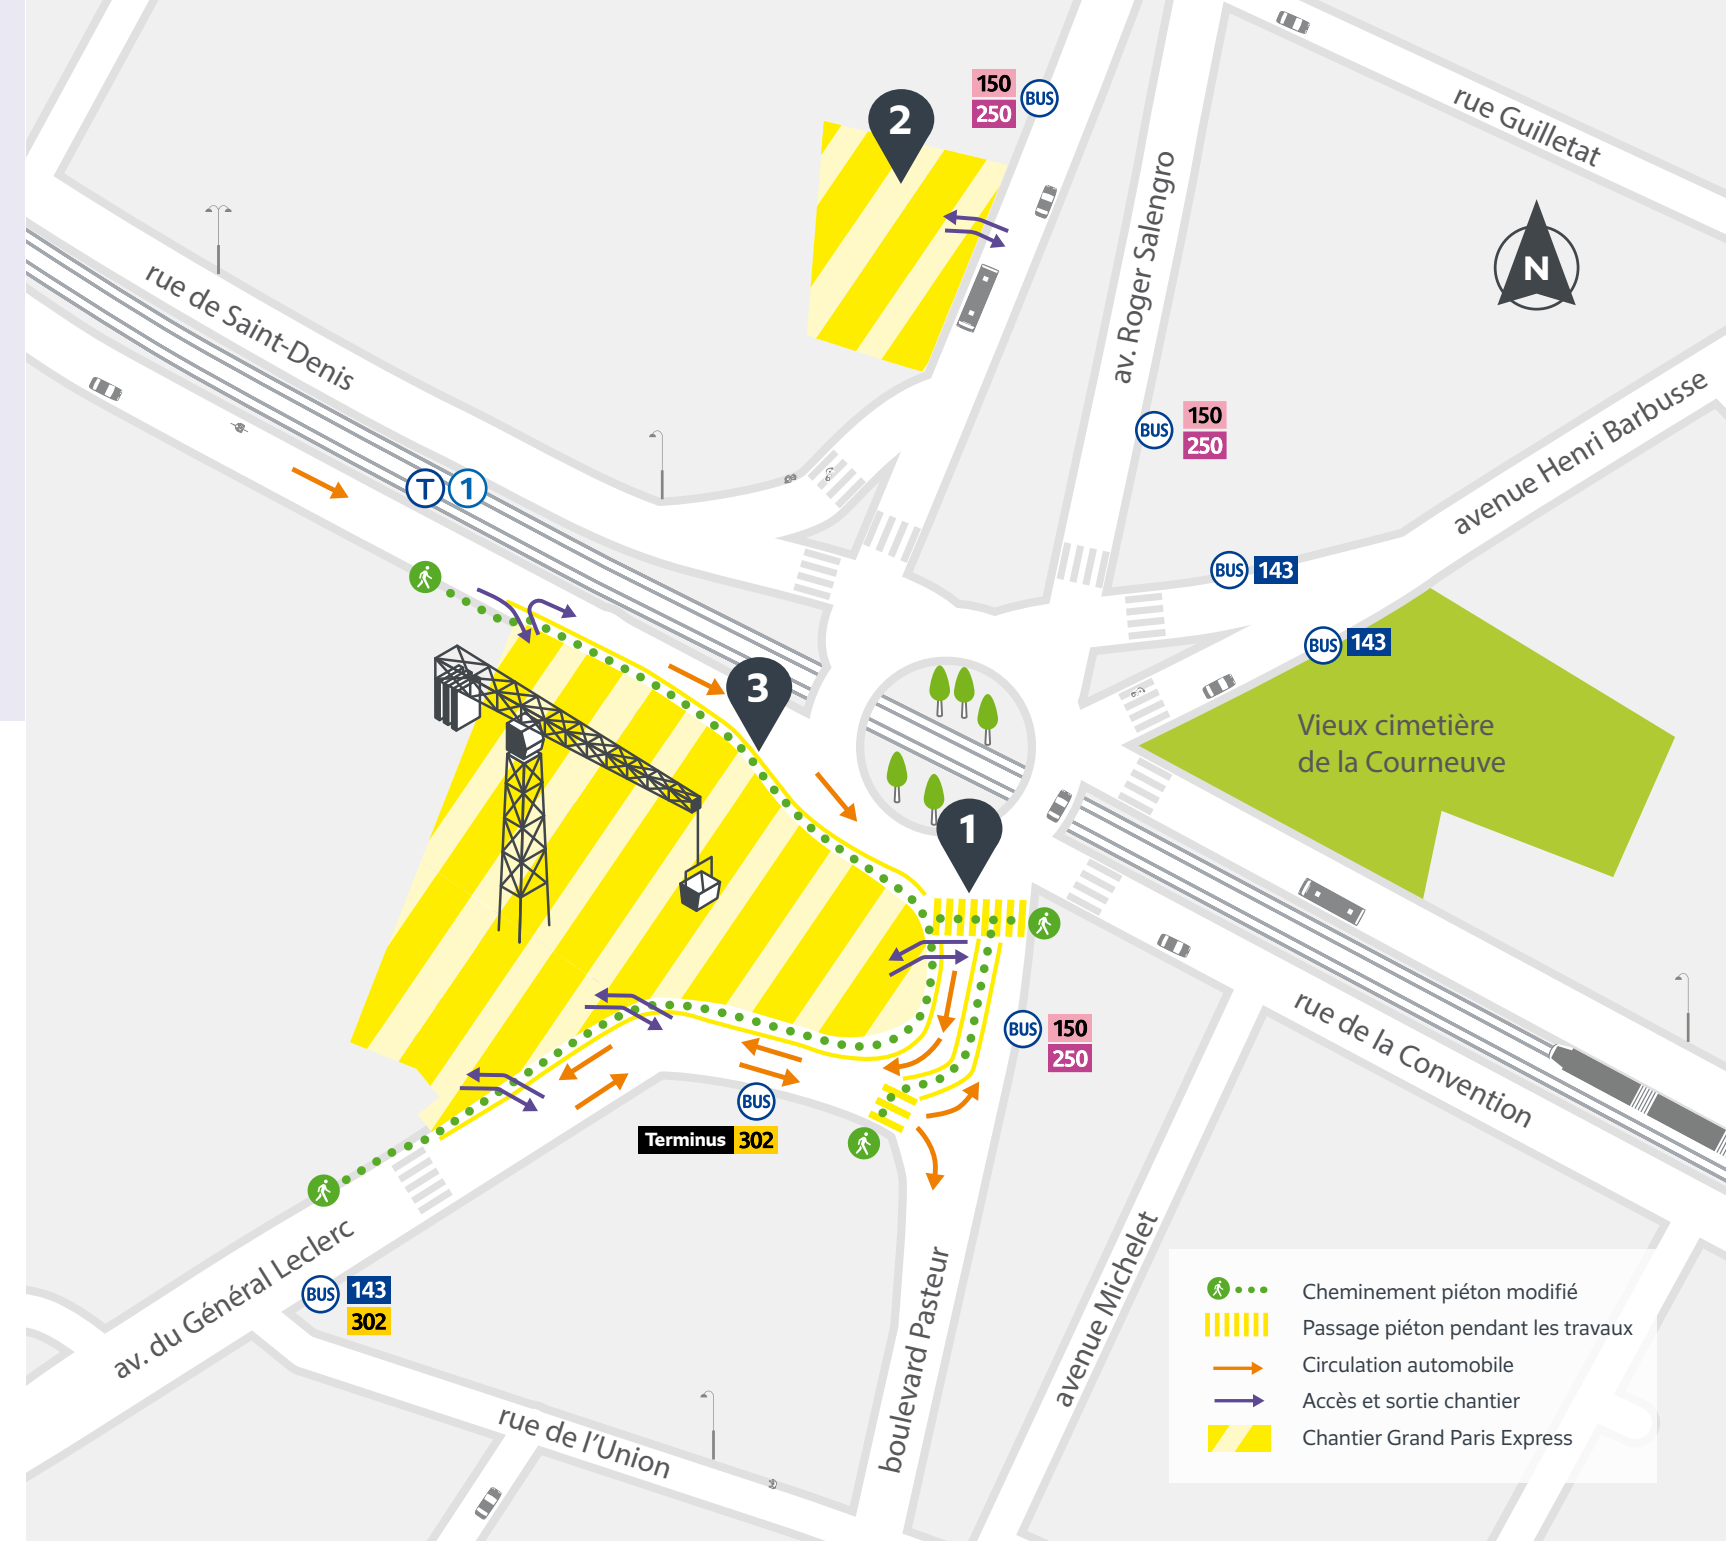 2
150
250
BUS
rue Guilletat
av. Roger Salengro
N
rue de Saint-Denis
BUS
150
250
avenue Henri Barbusse
T 1
BUS 143
BUS 143
3
Vieux cimetière
de la Courneuve
1
BUS 150
250
rue de la Convention
BUS
Terminus 302
av. du Général Leclerc
BUS 143
302
boulevard Pasteur
avenue Michelet
rue de l'Union
Cheminement piéton modifié
Passage piéton pendant les travaux
Circulation automobile
Accès et sortie chantier
Chantier Grand Paris Express